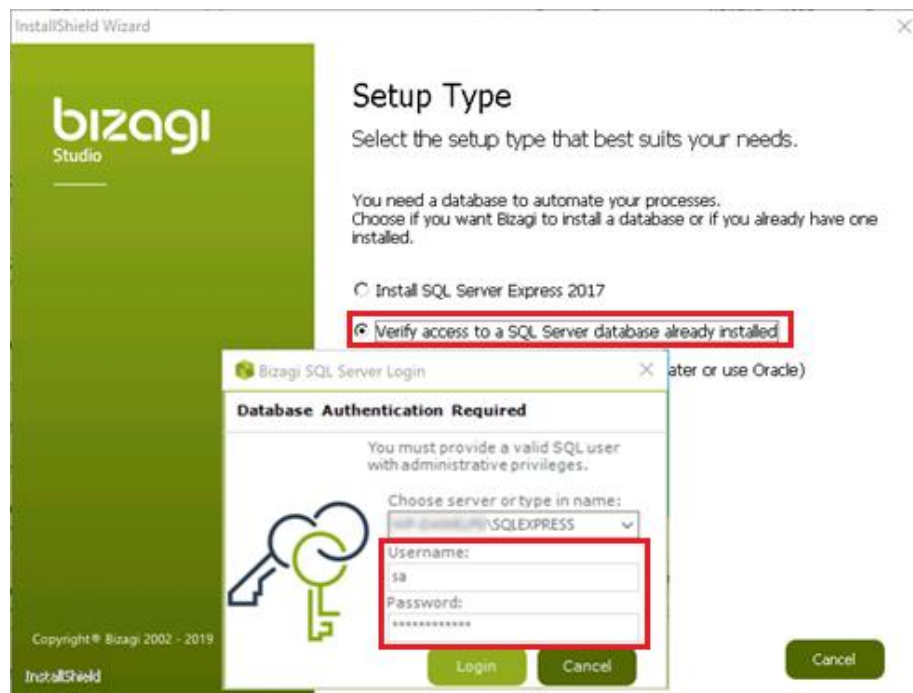 InstallShield Wizard
bizagi
Studio
Setup Type
Select the setup type that best suits your needs.
You need a database to automate your processes.
Choose if you want Bizagi to install a database or if you already have one
installed.
Install SQL Server Express 2017
Verify access to a SQL Server database already installed
ater or use Oracle)
Bizagi SQL Server Login
Database Authentication Required
You must provide a valid SQL user
with administrative privileges.
Choose server or type in name:
\SQLEXPRESS
Username:
sa
Password:
************
Login
Cancel
Copyright® Bizagi 2002 - 2019
InstallShield
Cancel